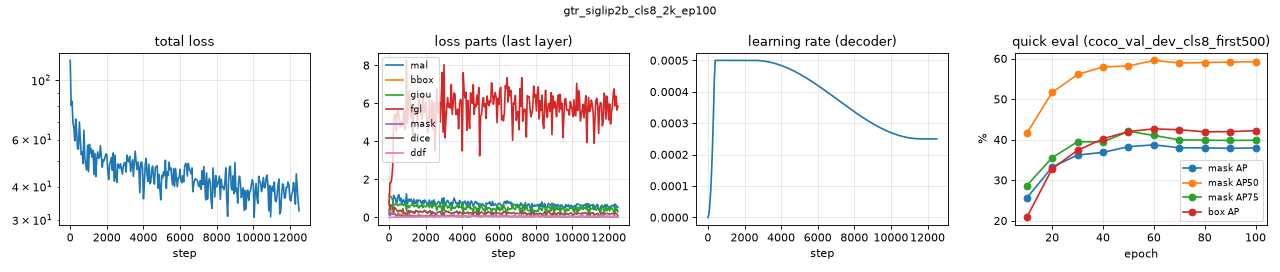 gtr_siglip2b_cls8_2k_ep100
total loss
10²
6 × 10¹
4 × 10¹
3 × 10¹
0 2000 4000 6000 8000 10000 12000
step
loss parts (last layer)
8
6
4
2
0
mal
bbox
giou
fgl
mask
dice
ddf
0 2000 4000 6000 8000 10000 12000
step
learning rate (decoder)
0.0005
0.0004
0.0003
0.0002
0.0001
0.0000
0 2000 4000 6000 8000 10000 12000
step
quick eval (coco_val_dev_cls8_first500)
%
60
50
40
30
20
mask AP
mask AP50
mask AP75
box AP
20 40 60 80 100
epoch